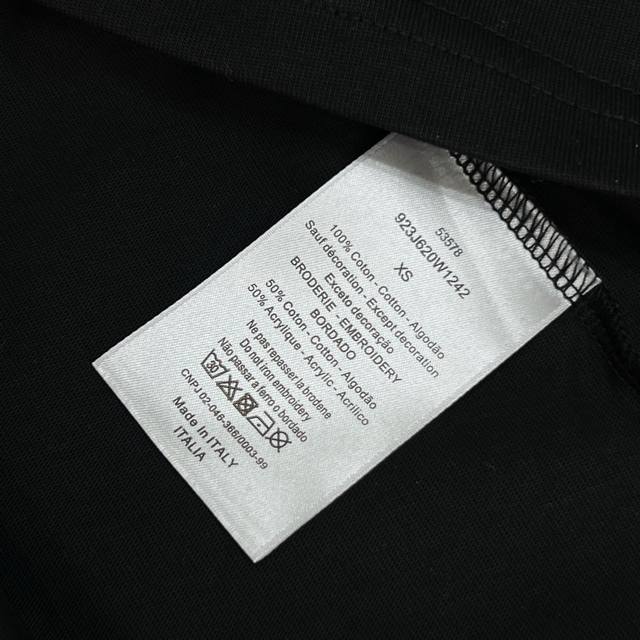 53578
923J620W1242
XS
100% Coton - Cotton - Algodão
Sauf décoration - Except décoration
Exceto decoração
BRODERIE - EMBROIDERY
BORDADO
50% Coton - Cotton - Algodão
50% Acrylique - Acrylic - Acrílico
Ne pas repasser la broderie
Do not iron embroidery
Não passar a ferro o bordado
CNPJ 02.046.368/0003-99
Made in ITALY
ITALIA